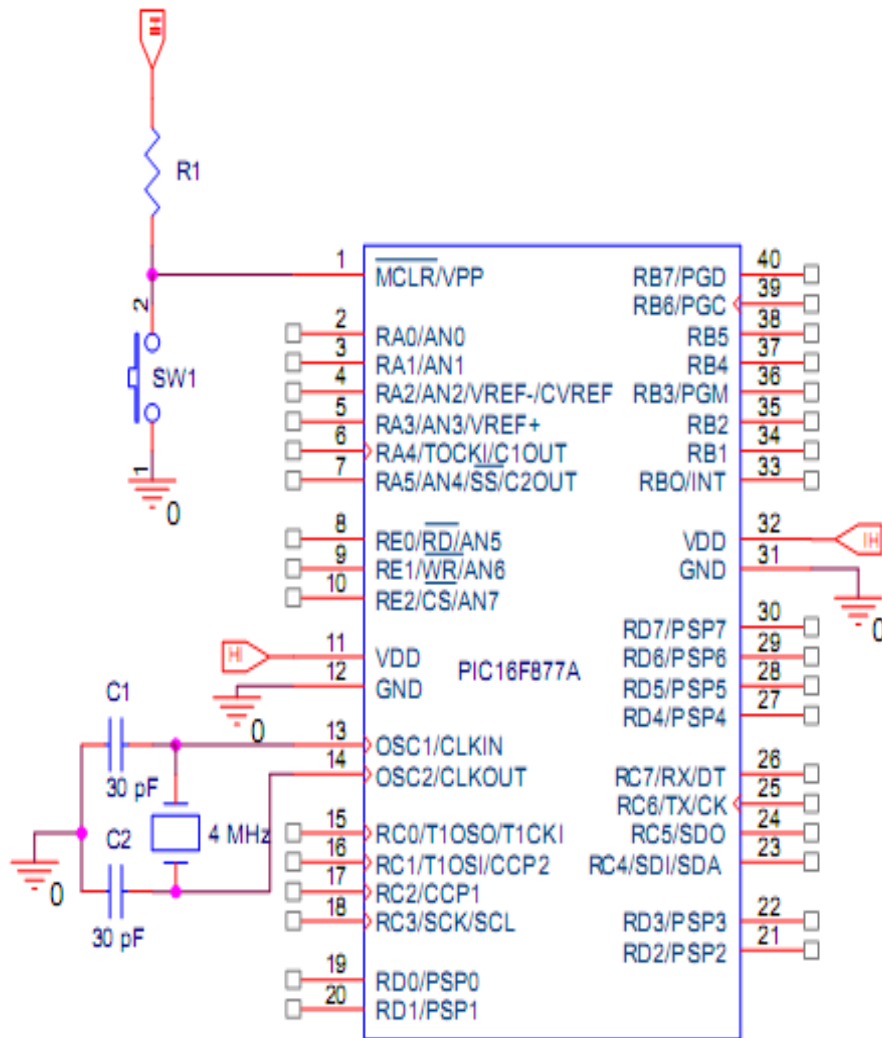 HI
R1
1 MCLR/VPP RB7/PGD 40
RB6/PGC 39
2
2 RA0/AN0 RB5 38
3 RA1/AN1 RB4 37
4 RA2/AN2/VREF-/CVREF RB3/PGM 36
5 RA3/AN3/VREF+ RB2 35
6 RA4/TOCKI/C1OUT RB1 34
7 RA5/AN4/SS/C2OUT RBO/INT 33
SW1
1
0
8 RE0/RD/AN5 VDD 32 HI
9 RE1/WR/AN6 GND 31
10 RE2/CS/AN7
0
RD7/PSP7 30
HI 11 VDD RD6/PSP6 29
12 GND PIC16F877A RD5/PSP5 28
RD4/PSP4 27
0
C1
13 OSC1/CLKIN
14 OSC2/CLKOUT RC7/RX/DT 26
30 pF
RC6/TX/CK 25
C2
4 MHz
15 RC0/T1OSO/T1CKI RC5/SDO 24
16 RC1/T1OSI/CCP2 RC4/SDI/SDA 23
0
17 RC2/CCP1
18 RC3/SCK/SCL RD3/PSP3 22
30 pF
RD2/PSP2 21
19 RD0/PSP0
20 RD1/PSP1